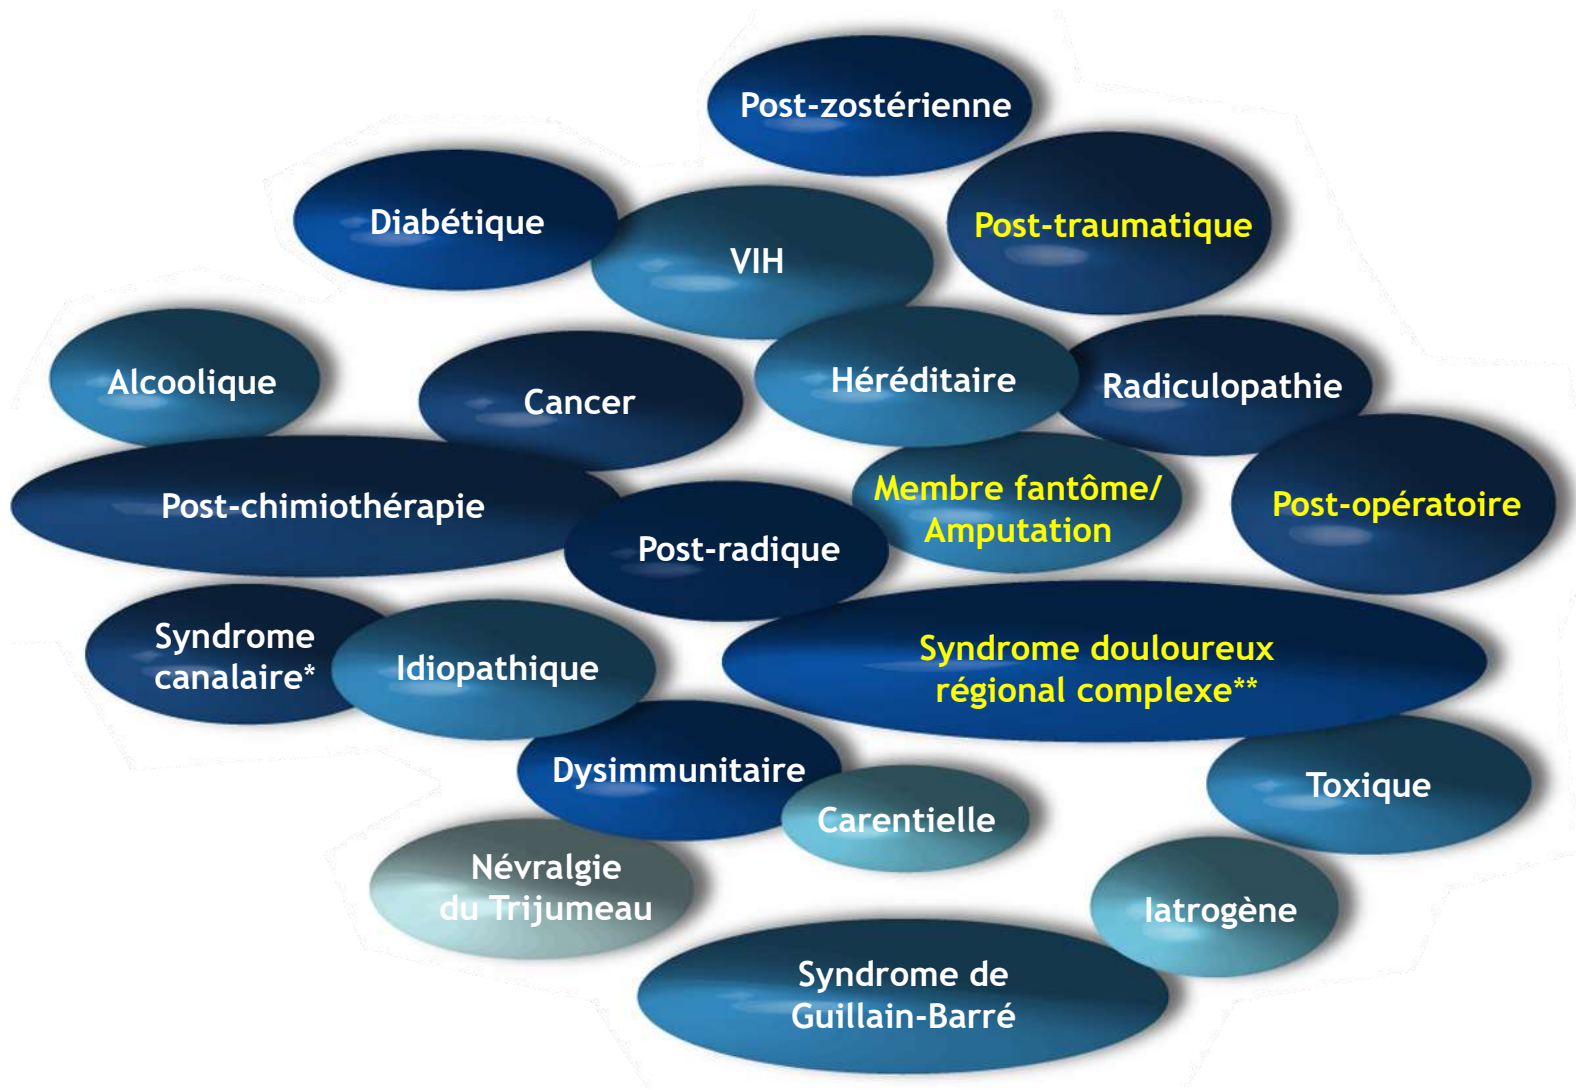 Post-zostérienne
Diabétique
Post-traumatique
VIH
Alcoolique
Cancer
Héréditaire
Radiculopathie
Post-chimiothérapie
Membre fantôme/
Amputation
Post-opératoire
Post-radique
Syndrome
canalaire*
Idiopathique
Syndrome douloureux
régional complexe**
Dysimmunitaire
Carentielle
Toxique
Névralgie
du Trijumeau
Iatrogène
Syndrome de
Guillain-Barré